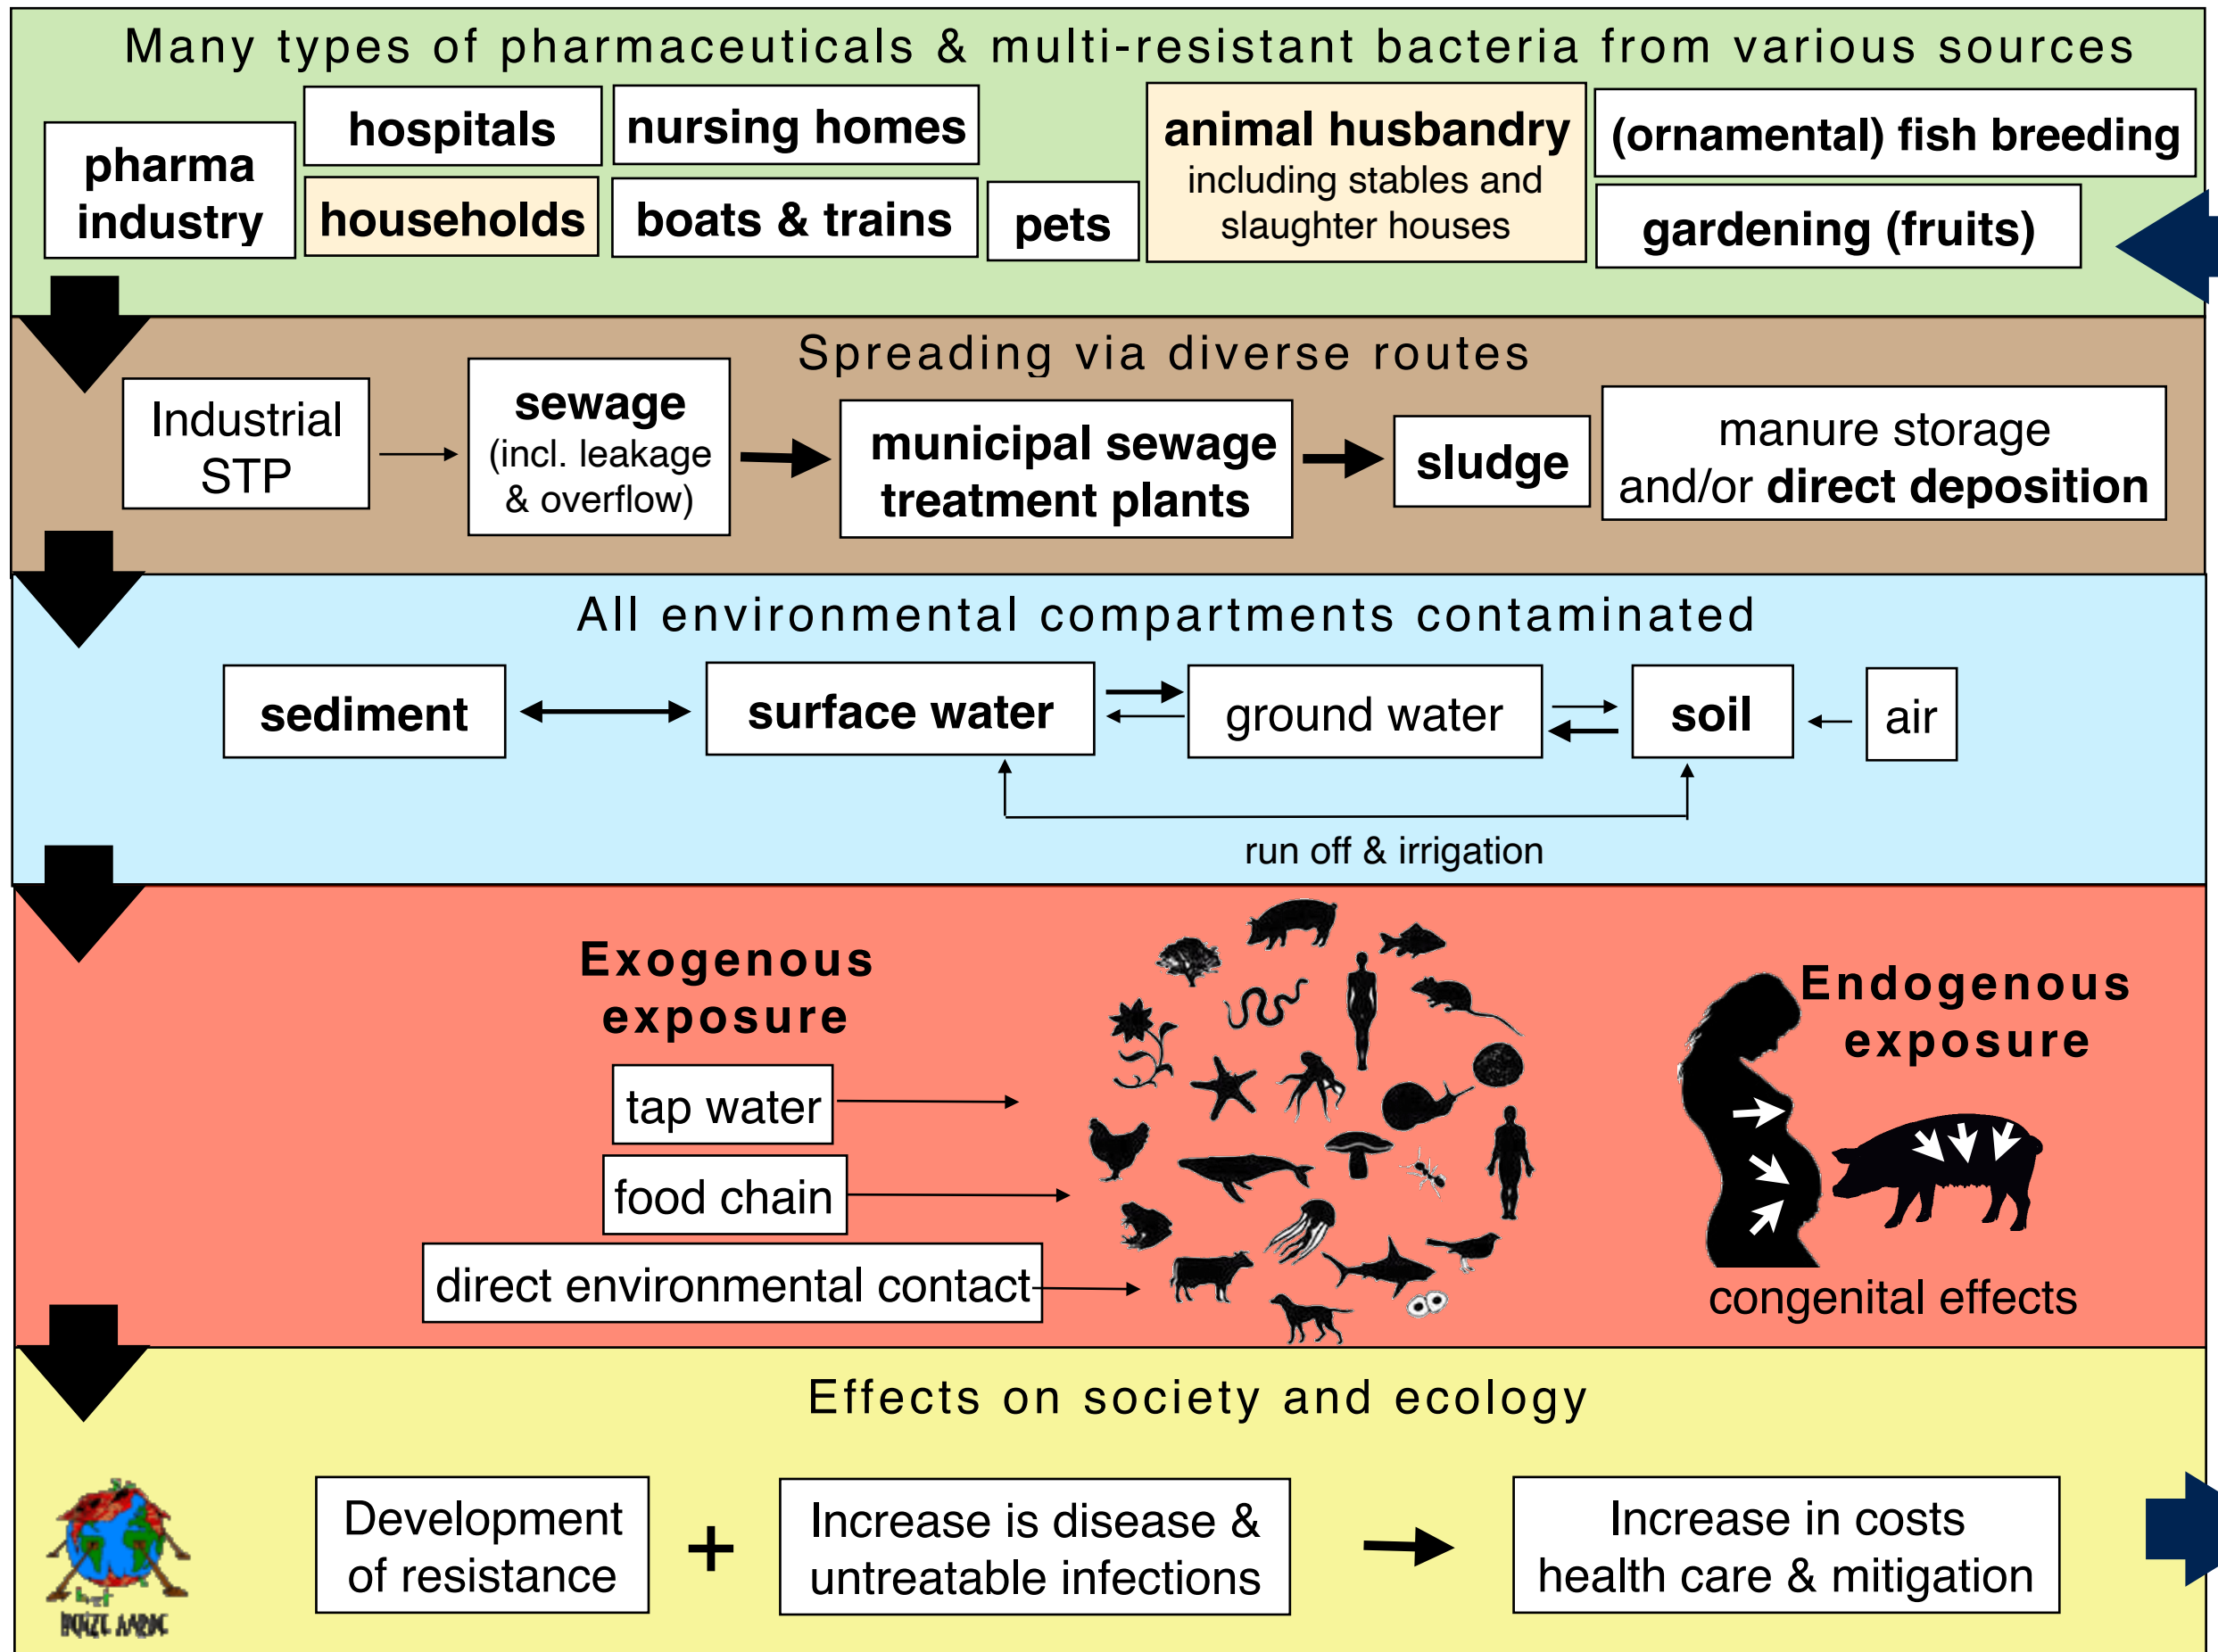 Many types of pharmaceuticals & multi-resistant bacteria from various sources
pharma
industry
hospitals
households
nursing homes
boats & trains
pets
animal husbandry
including stables and
slaughter houses
(ornamental) fish breeding
gardening (fruits)
Spreading via diverse routes
Industrial
STP
sewage
(incl. leakage
& overflow)
municipal sewage
treatment plants
sludge
manure storage
and/or direct deposition
All environmental compartments contaminated
sediment
surface water
ground water
soil
air
run off & irrigation
Exogenous
exposure
tap water
food chain
direct environmental contact
Endogenous
exposure
congenital effects
Effects on society and ecology
Development
of resistance
+
Increase is disease &
untreatable infections
Increase in costs
health care & mitigation